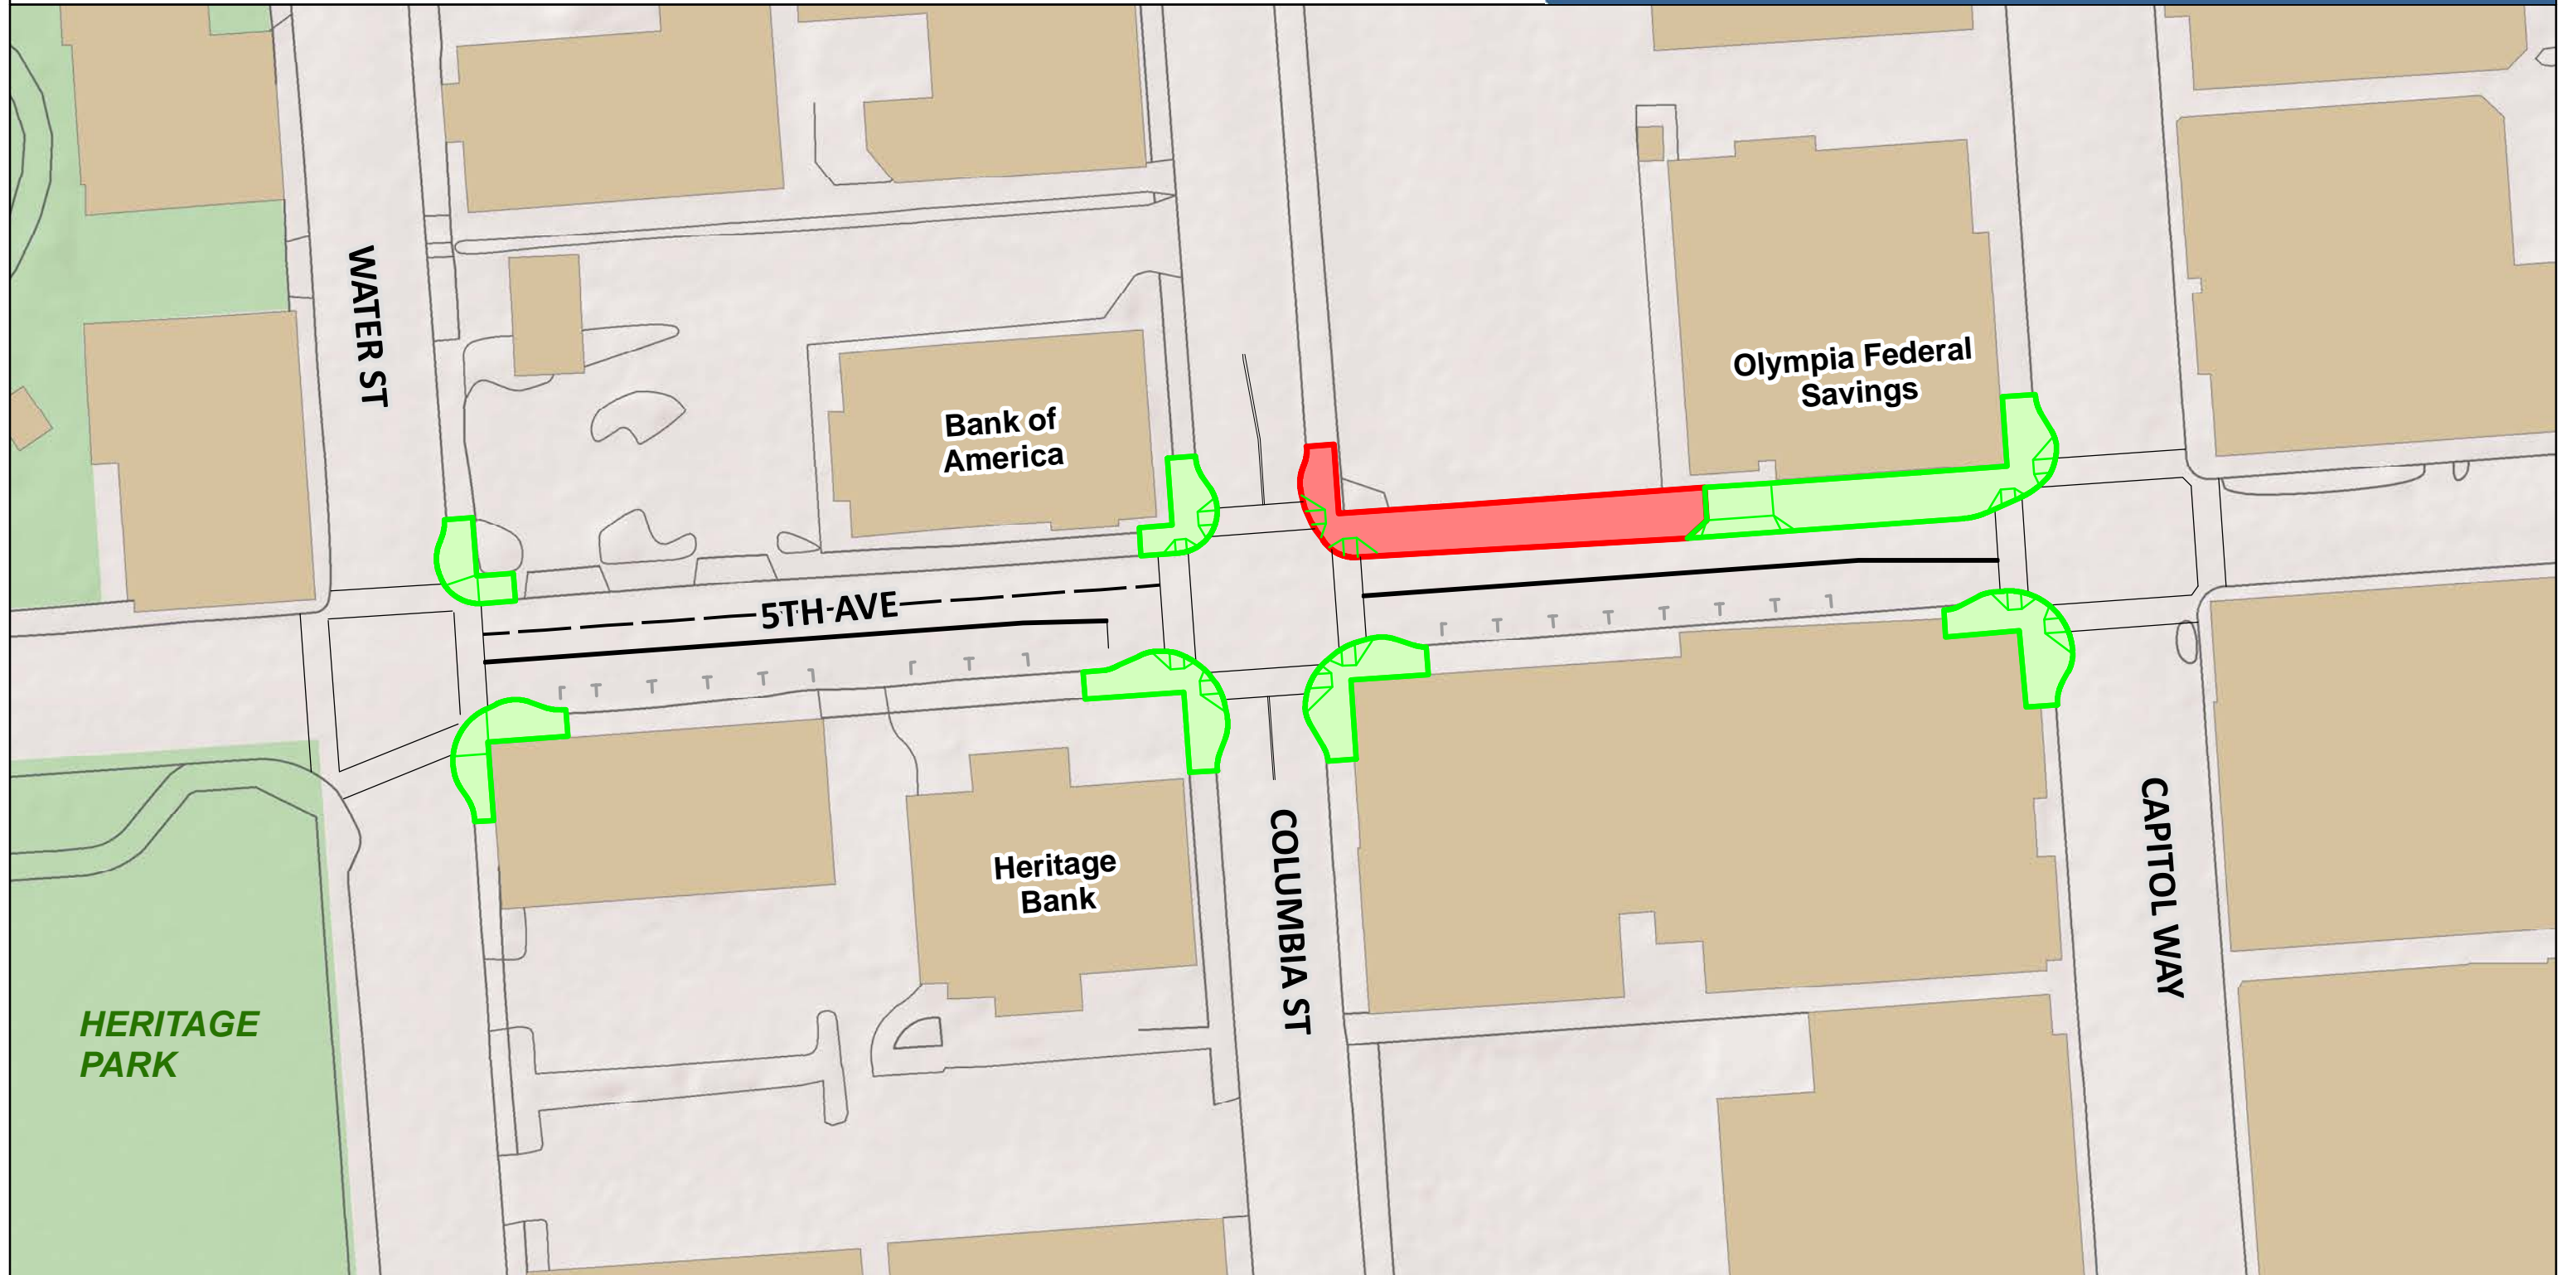 WATER ST
Olympia Federal
Savings
Bank of
America
5TH AVE
CAPITOL WAY
COLUMBIA ST
Heritage
Bank
HERITAGE
PARK